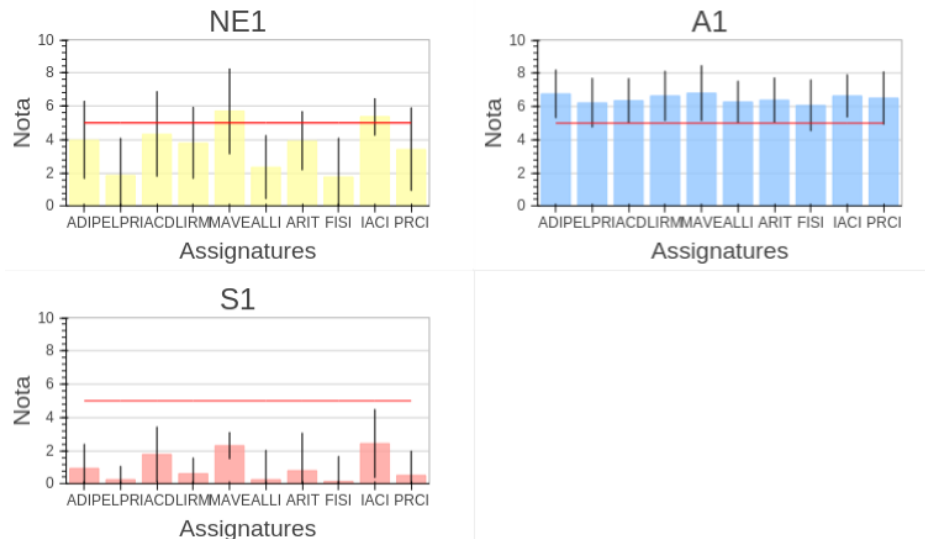 NE1
10
8
6
4
2
0
Nota
ADIPELPRIACDLIRMMAVEALLI ARIT FISI IACI PRCI
Assignatures
A1
10
8
6
4
2
0
Nota
ADIPELPRIACDLIRMMAVEALLI ARIT FISI IACI PRCI
Assignatures
S1
10
8
6
4
2
0
Nota
ADIPELPRIACDLIRMMAVEALLI ARIT FISI IACI PRCI
Assignatures